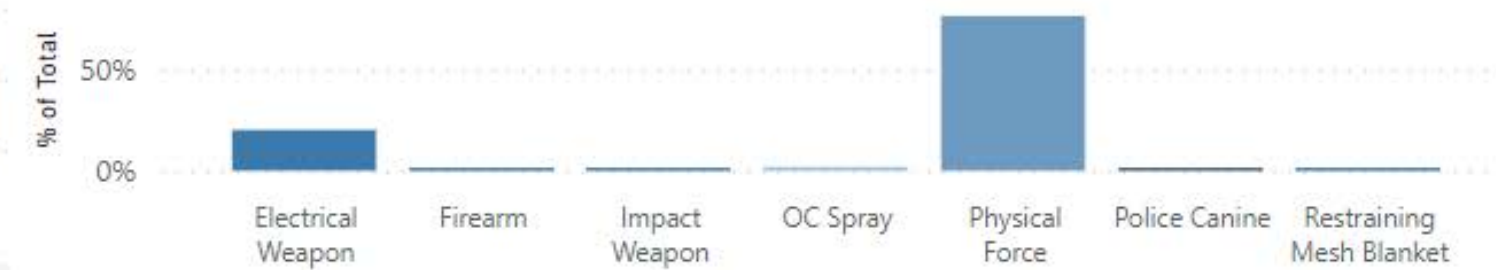 % of Total
50%
0%
Electrical
Weapon
Firearm
Impact
Weapon
OC Spray
Physical
Force
Police Canine
Restraining
Mesh Blanket